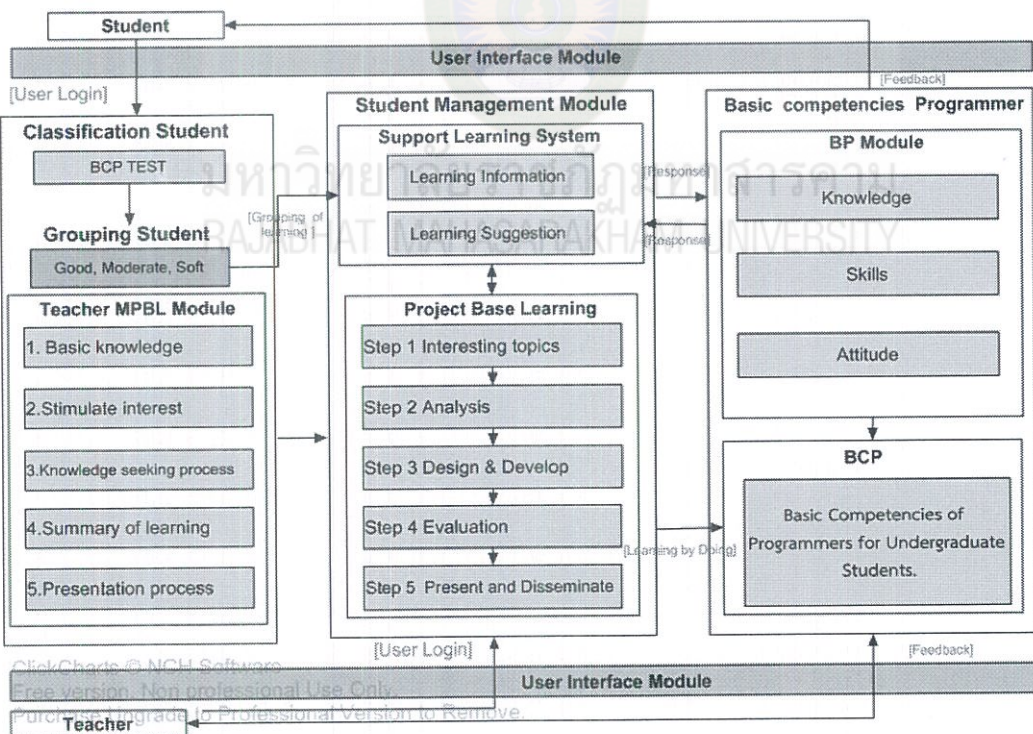 Student
User Interface Module
[Feedback]
[User Login]
Classification Student
BCP TEST
Grouping Student
Good, Moderate, Soft
[Grouping of
learning ]
Teacher MPBL Module
1. Basic knowledge
2.Stimulate interest
3.Knowledge seeking process
4.Summary of learning
5.Presentation process
Student Management Module
Support Learning System
Learning Information
Learning Suggestion
Project Base Learning
Step 1 Interesting topics
Step 2 Analysis
Step 3 Design & Develop
Step 4 Evaluation
Step 5 Present and Disseminate
[Response]
[Response]
[Learning by Doing]
Basic competencies Programmer
BP Module
Knowledge
Skills
Attitude
BCP
Basic Competencies of
Programmers for Undergraduate
Students.
มหาวิทยาลัยราชภัฏมหาสารคาม
RAJABHAT MAHASARAKHAM UNIVERSITY
[User Login]
[Feedback]
ClickCharts © NCH Software
Free version. Non professional Use Only.
Purchase Upgrade to Professional Version to Remove.
User Interface Module
Teacher